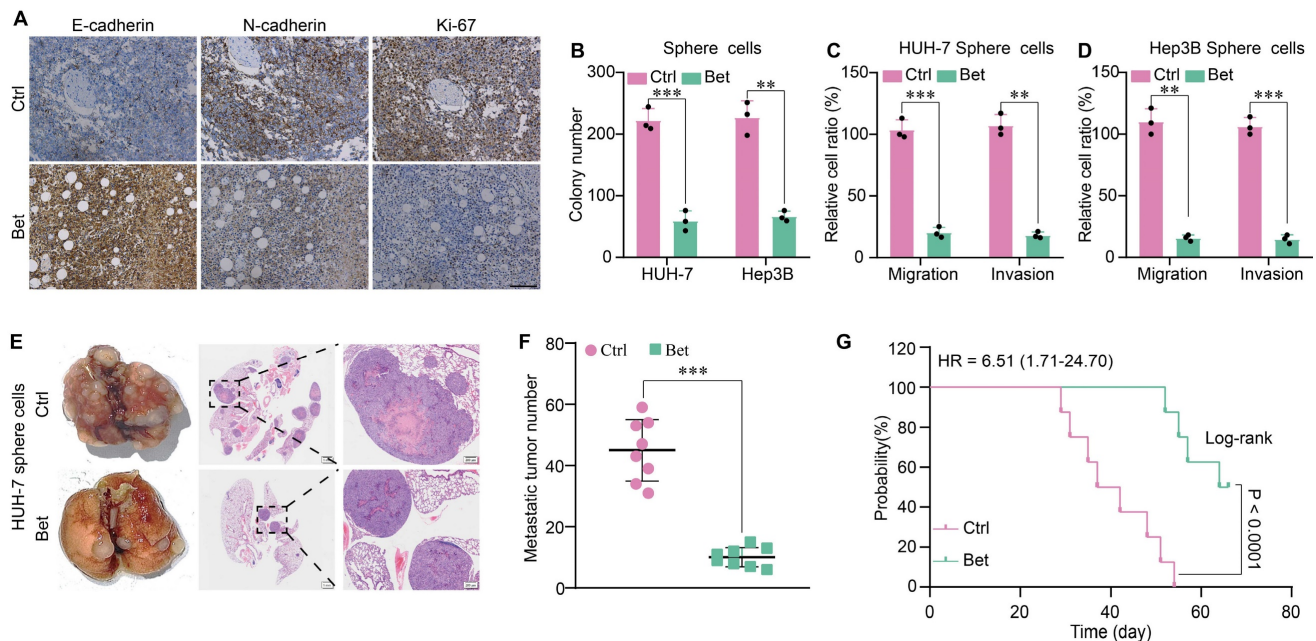 A
E-cadherin
N-cadherin
Ki-67
Ctrl
Bet
B
Sphere cells
Ctrl
Bet
Colony number
300
200
100
0
***
**
HUH-7
Hep3B
C
HUH-7 Sphere cells
Ctrl
Bet
Relative cell ratio (%)
150
100
50
0
***
**
Migration
Invasion
D
Hep3B Sphere cells
Ctrl
Bet
Relative cell ratio (%)
150
100
50
0
**
***
Migration
Invasion
E
HUH-7 sphere cells
Ctrl
Bet
F
Ctrl
Bet
Metastatic tumor number
80
60
40
20
0
***
G
HR = 6.51 (1.71-24.70)
Probability(%)
120
100
80
60
40
20
0
Log-rank
P < 0.0001
Ctrl
Bet
0
20
40
60
80
Time (day)